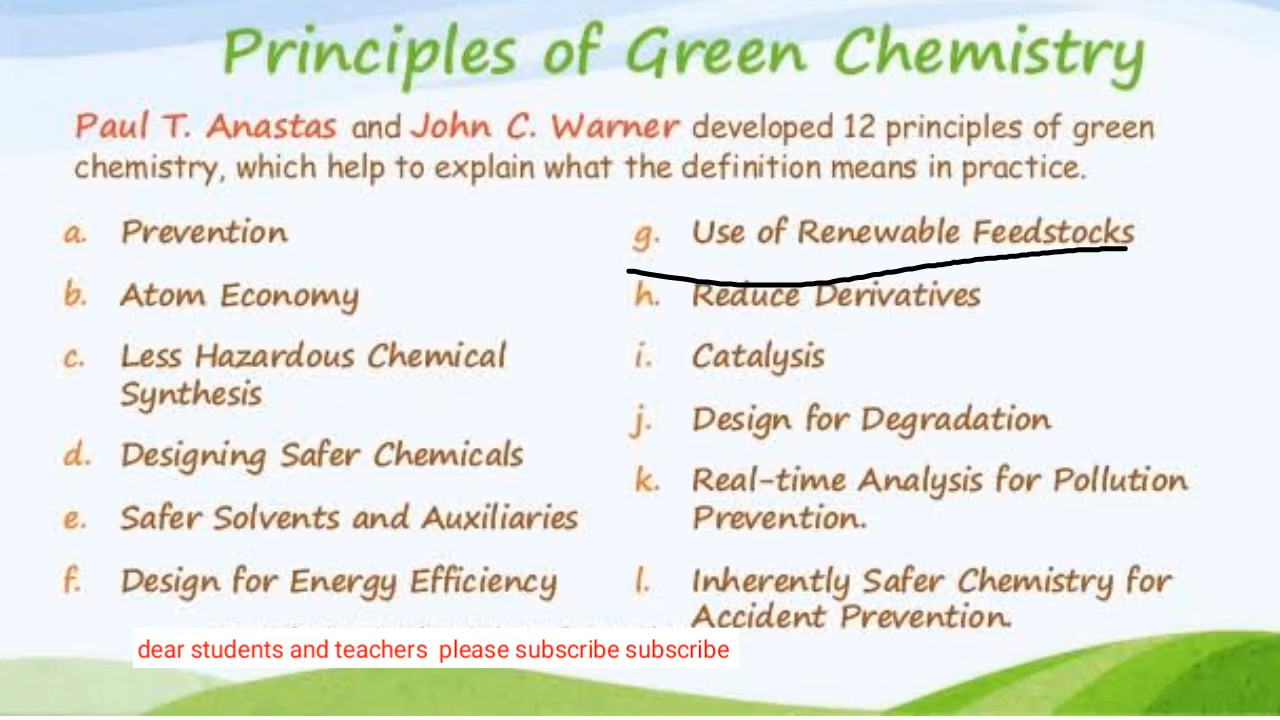 Principles of Green Chemistry
Paul T. Anastas and John C. Warner developed 12 principles of green
chemistry, which help to explain what the definition means in practice.
a. Prevention
b. Atom Economy
c. Less Hazardous Chemical
Synthesis
d. Designing Safer Chemicals
e. Safer Solvents and Auxiliaries
f. Design for Energy Efficiency
g. Use of Renewable Feedstocks
h. Reduce Derivatives
i. Catalysis
j. Design for Degradation
k. Real-time Analysis for Pollution
Prevention.
l. Inherently Safer Chemistry for
Accident Prevention.
dear students and teachers please subscribe subscribe